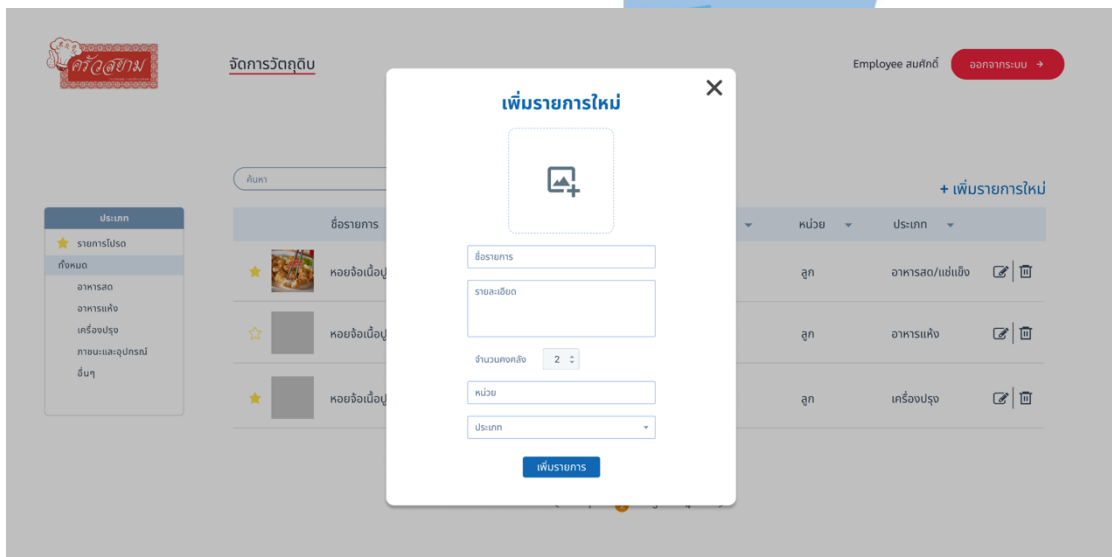 ครัวสยาม
จัดการวัตถุดิบ
Employee สมศักดิ์
ออกจากระบบ →
เพิ่มรายการใหม่
ค้นหา
+ เพิ่มรายการใหม่
ประเภท
รายการโปรด
ทั้งหมด
อาหารสด
อาหารแห้ง
เครื่องปรุง
ภาชนะและอุปกรณ์
อื่นๆ
ชื่อรายการ
หน่วย
ประเภท
หอยจ้อเนื้อปู
ลูก
อาหารสด/แช่แข็ง
หอยจ้อเนื้อปู
ลูก
อาหารแห้ง
หอยจ้อเนื้อปู
ลูก
เครื่องปรุง
ชื่อรายการ
รายละเอียด
จำนวนคงคลัง 2
หน่วย
ประเภท
เพิ่มรายการ